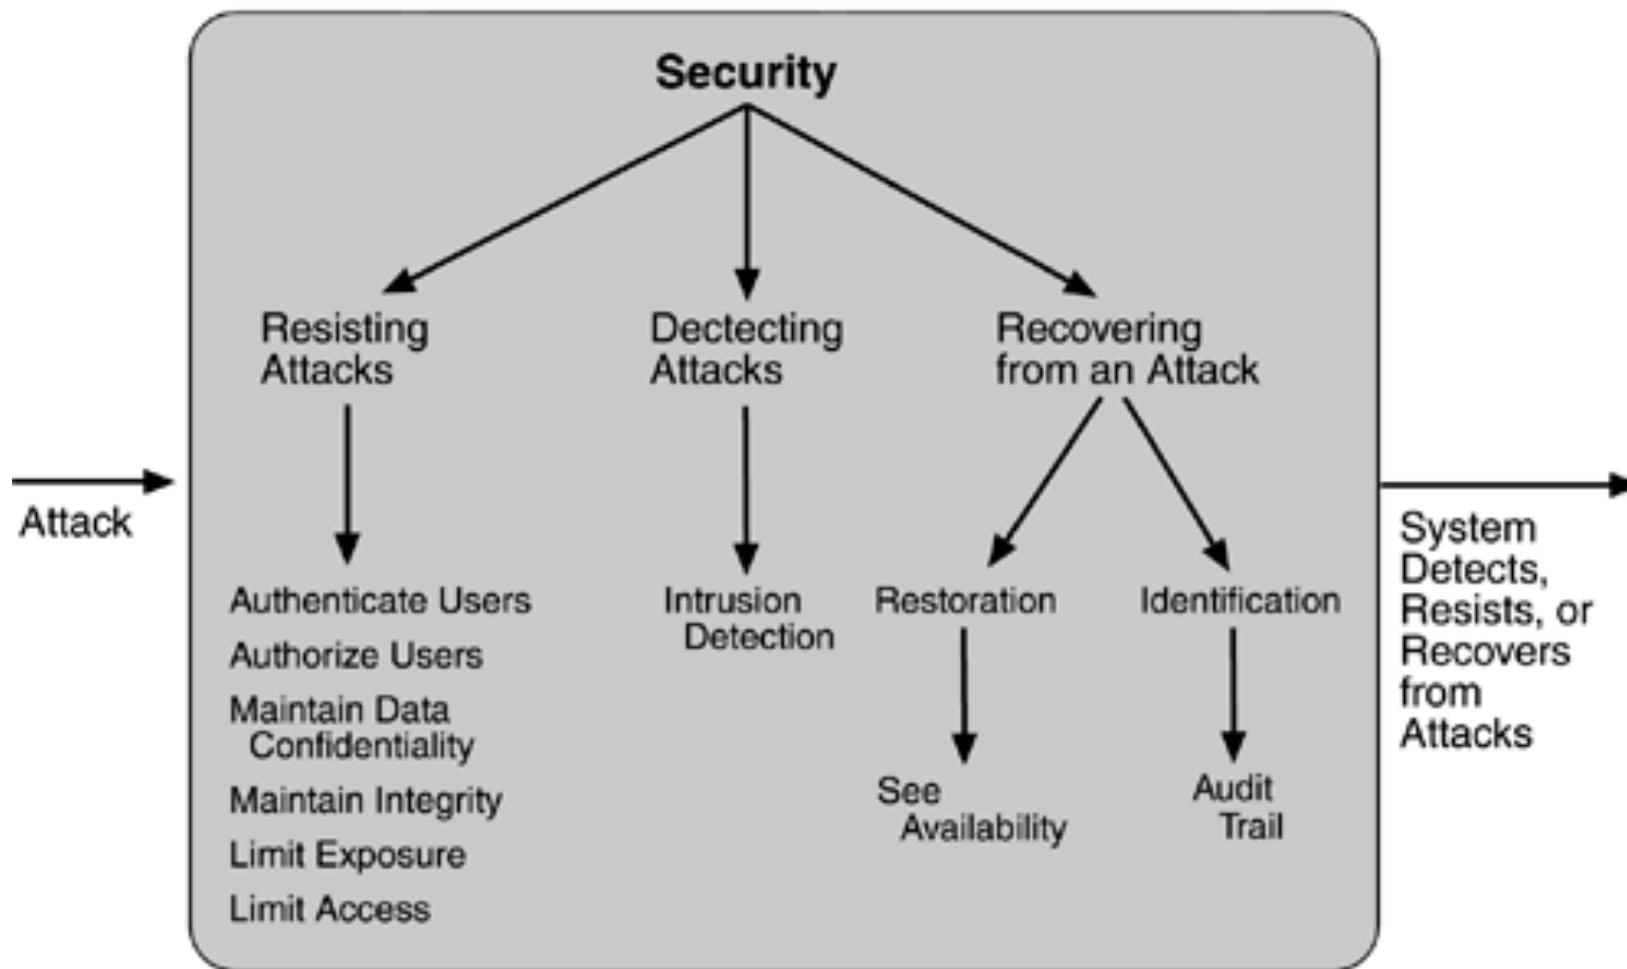 Security
Resisting
Attacks
Dectecting
Attacks
Recovering
from an Attack
Attack
Authenticate Users
Authorize Users
Maintain Data
Confidentiality
Maintain Integrity
Limit Exposure
Limit Access
Intrusion
Detection
Restoration
Identification
See
Availability
Audit
Trail
System
Detects,
Resists, or
Recovers
from
Attacks